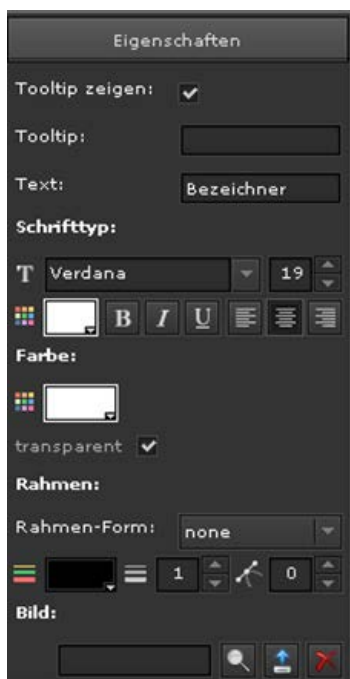 Eigenschaften
Tooltip zeigen:
Tooltip:
Text: Bezeichner
Schrifttyp:
T Verdana 19
B I U
Farbe:
transparent
Rahmen:
Rahmen-Form: none
1 0
Bild: